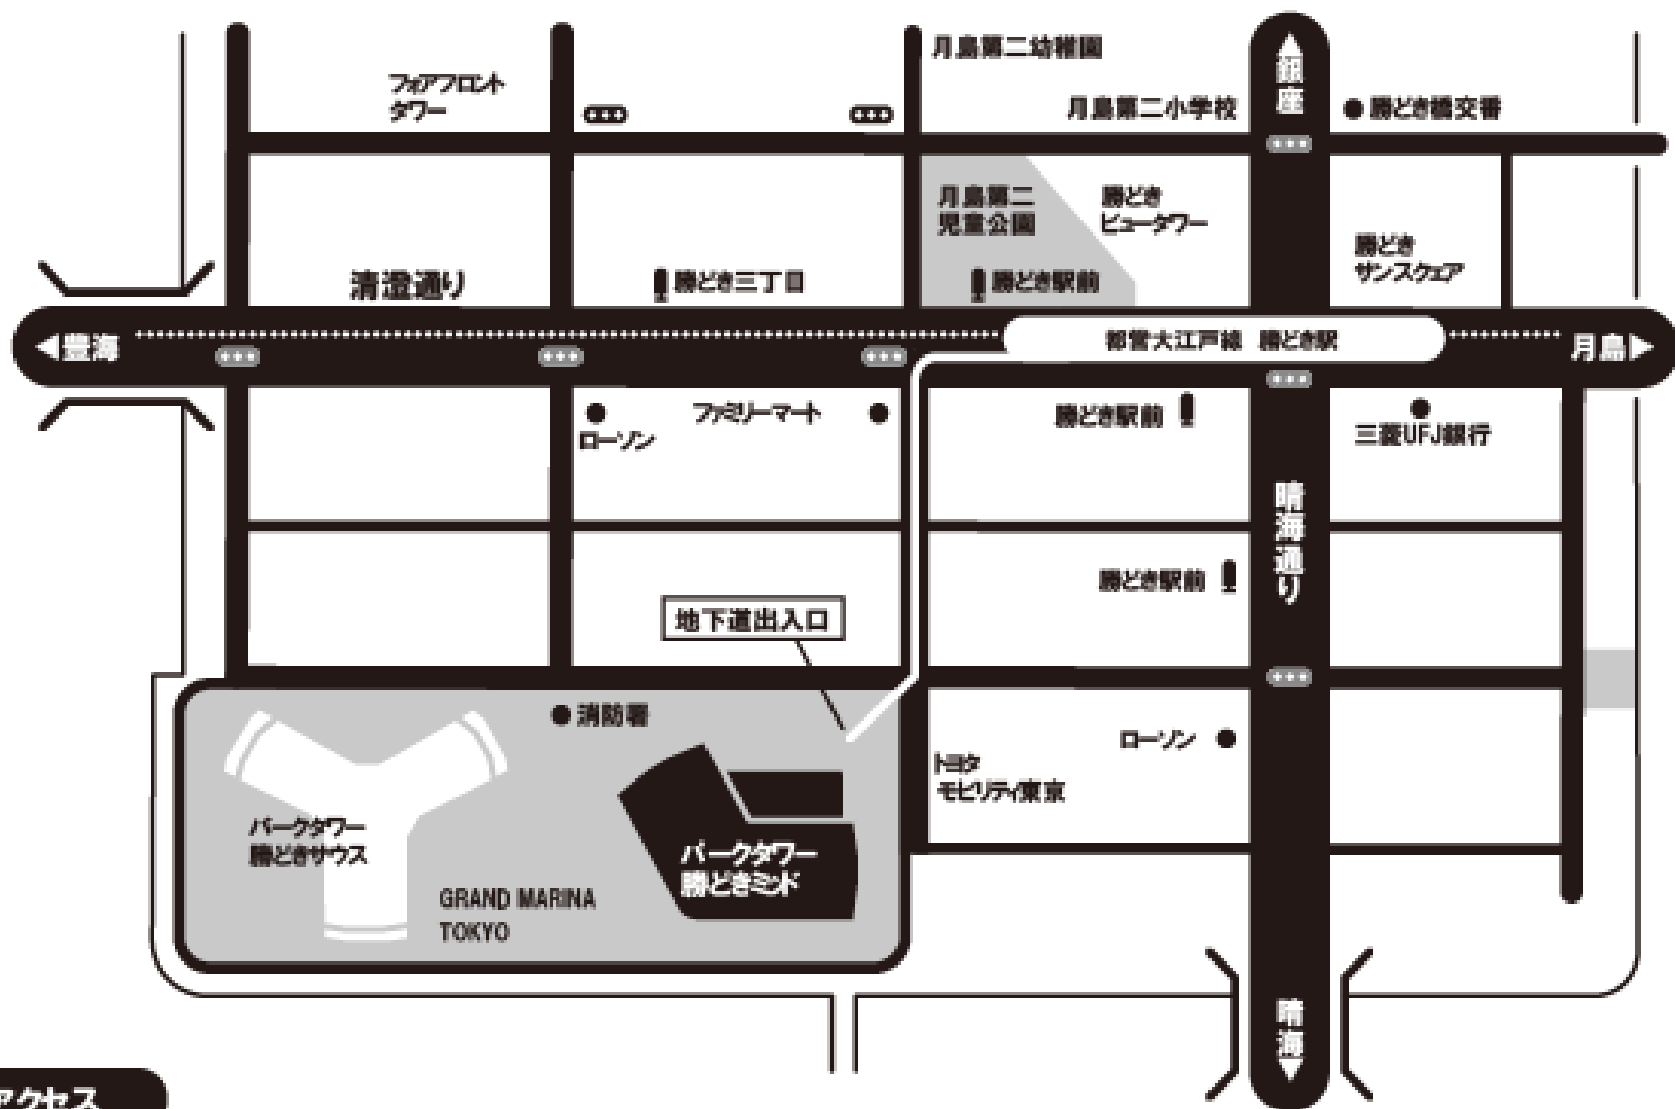 月島第二幼稚園
銀座
フォアフロント
タワー
月島第二小学校
勝どき橋交番
月島第二
児童公園
勝どき
ビュータワー
勝どき
サンスクェア
清澄通り
勝どき三丁目
勝どき駅前
豊海
都営大江戸線 勝どき駅
月島
ローソン
ファミリーマート
勝どき駅前
三菱UFJ銀行
晴海通り
勝どき駅前
地下道出入口
消防署
ローソン
トヨタ
モビリティ東京
パークタワー
勝どきサウス
パークタワー
勝どきミッド
GRAND MARINA
TOKYO
晴海
アクセス